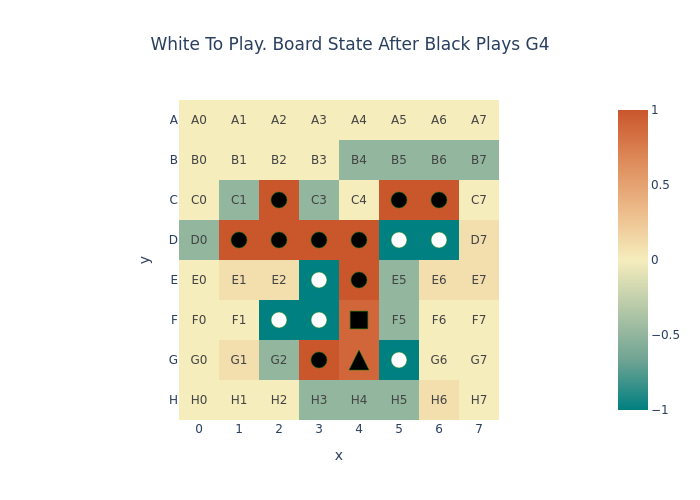 White To Play. Board State After Black Plays G4
A A0 A1 A2 A3 A4 A5 A6 A7
B B0 B1 B2 B3 B4 B5 B6 B7
C C0 C1 C3 C4 C7
D D0 D7
E E0 E1 E2 E5 E6 E7
F F0 F1 F5 F6 F7
G G0 G1 G2 G6 G7
H H0 H1 H2 H3 H4 H5 H6 H7
0 1 2 3 4 5 6 7
x
y
1
0.5
0
−0.5
−1